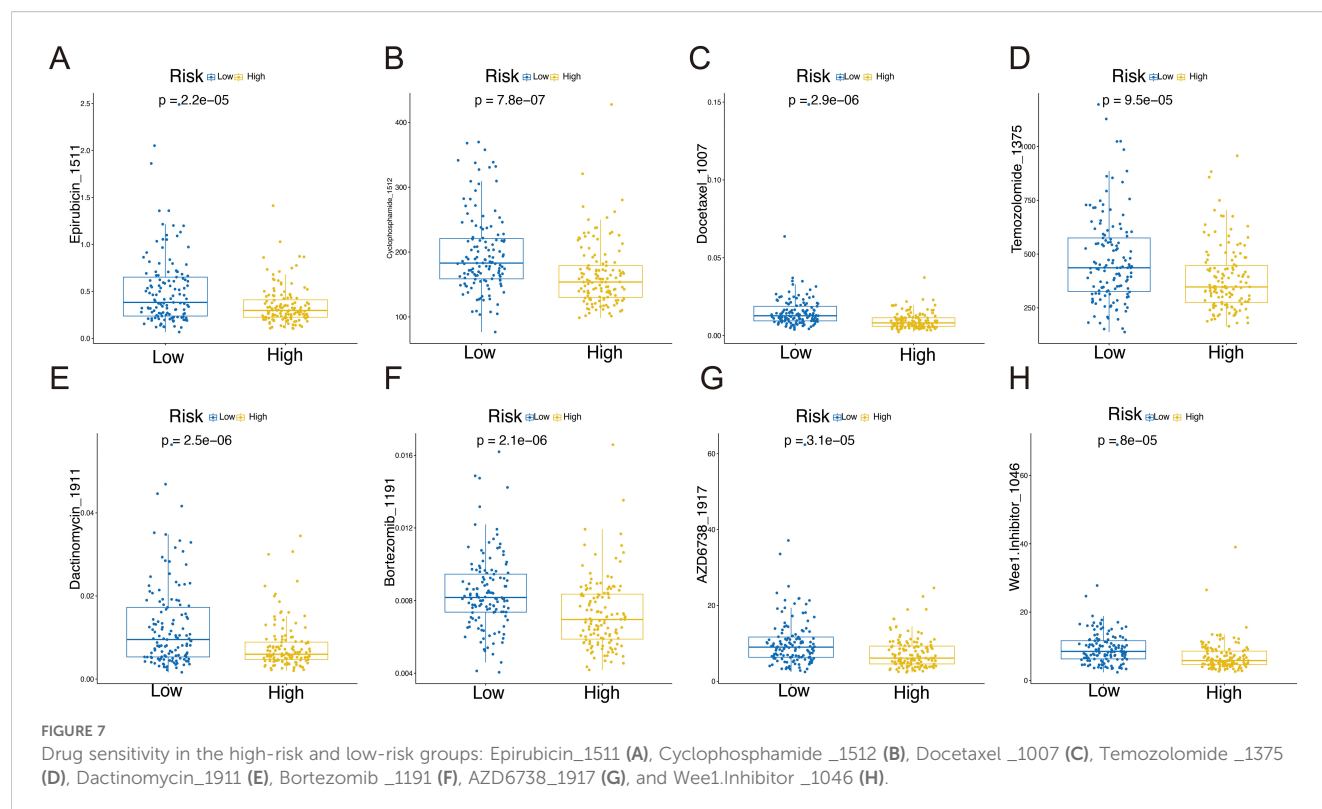 A
B
C
D
Risk Low High
Risk Low High
Risk Low High
Risk Low High
p = 2.2e−05
p = 7.8e−07
p = 2.9e−06
p = 9.5e−05
Epirubicin_1511
2.5
2.0
1.5
1.0
0.5
0.0
Low High
Cyclophosphamide_1512
400
300
200
100
Low High
Docetaxel_1007
0.15
0.10
0.05
0.00
Low High
Temozolomide_1375
1000
750
500
250
Low High
E
F
G
H
Risk Low High
Risk Low High
Risk Low High
Risk Low High
p = 2.5e−06
p = 2.1e−06
p = 3.1e−05
p = 8e−05
Dactinomycin_1911
0.04
0.02
0.00
Low High
Bortezomib_1191
0.016
0.012
0.008
0.004
Low High
AZD6738_1917
60
40
20
0
Low High
Wee1.Inhibitor_1046
60
40
20
0
Low High
FIGURE 7
Drug sensitivity in the high-risk and low-risk groups: Epirubicin_1511 (A), Cyclophosphamide _1512 (B), Docetaxel _1007 (C), Temozolomide _1375
(D), Dactinomycin_1911 (E), Bortezomib _1191 (F), AZD6738_1917 (G), and Wee1.Inhibitor _1046 (H).